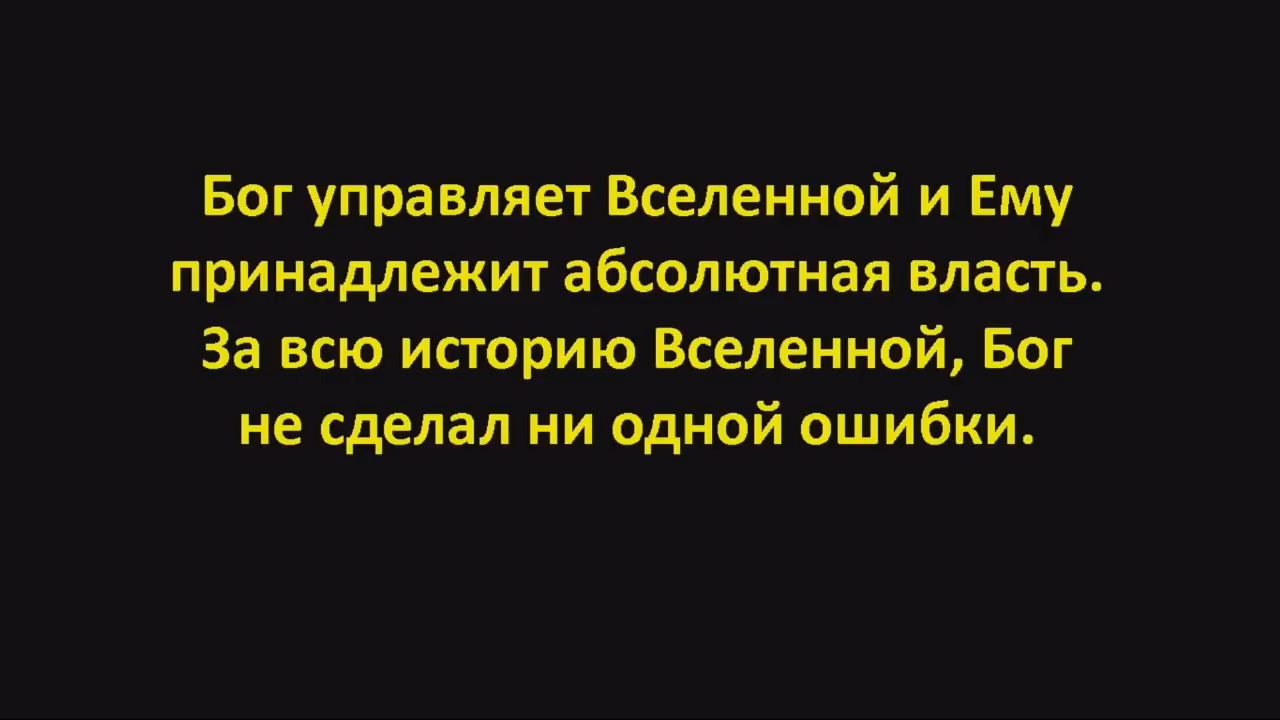 Бог управляет Вселенной и Ему
принадлежит абсолютная власть.
За всю историю Вселенной, Бог
не сделал ни одной ошибки.